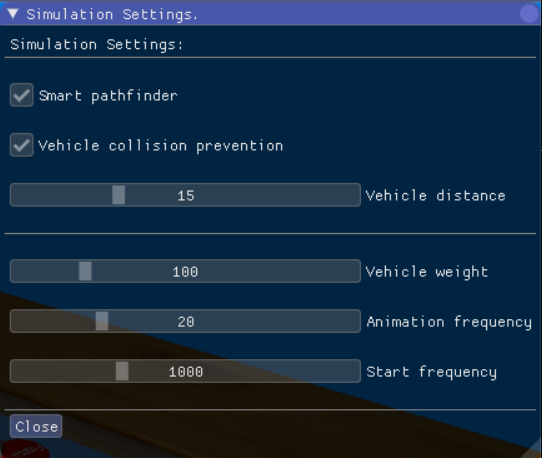 Simulation Settings.
Simulation Settings:
Smart pathfinder
Vehicle collision prevention
15 Vehicle distance
100 Vehicle weight
20 Animation frequency
1000 Start frequency
Close